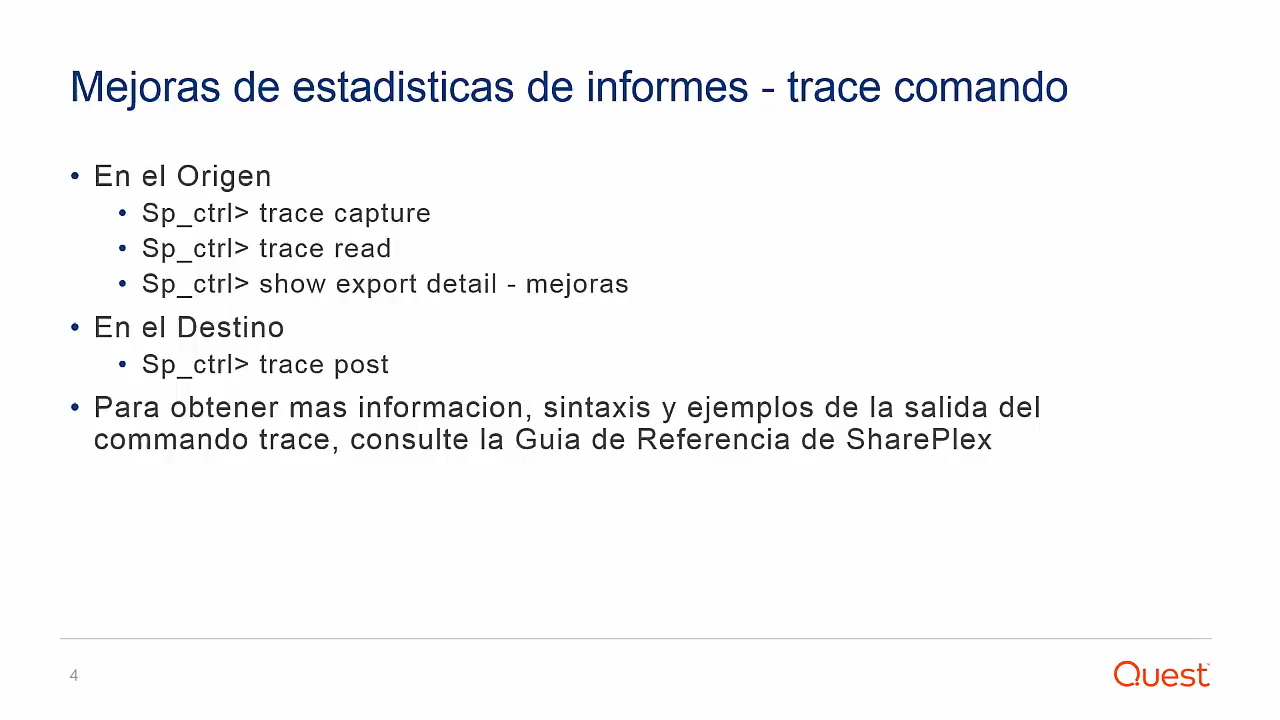 Mejoras de estadisticas de informes - trace comando
• En el Origen
• Sp_ctrl> trace capture
• Sp_ctrl> trace read
• Sp_ctrl> show export detail - mejoras
• En el Destino
• Sp_ctrl> trace post
• Para obtener mas informacion, sintaxis y ejemplos de la salida del
commando trace, consulte la Guia de Referencia de SharePlex
4
Quest